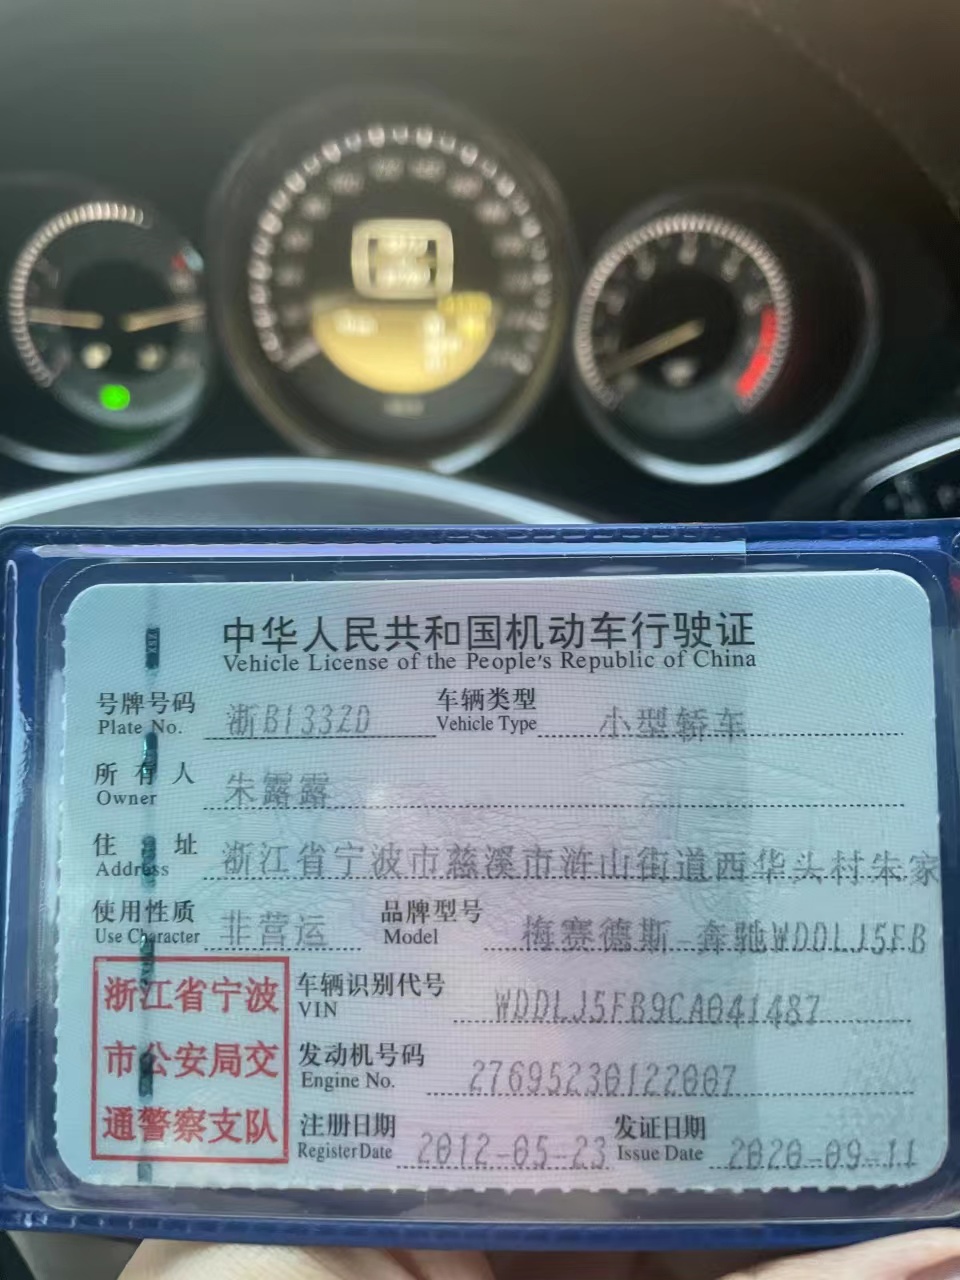 中华人民共和国机动车行驶证
Vehicle License of the People's Republic of China
号牌号码 浙B133ZD 车辆类型 小型轿车
Plate No. Vehicle Type
所有人 朱露露
Owner
住址 浙江省宁波市慈溪市浒山街道西华头村朱家
Address
使用性质 非营运 品牌型号 梅赛德斯-奔驰WDDLJ5FB
Use Character Model
浙江省宁波
市公安局交
通警察支队
车辆识别代号 WDDLJ5FB9CA041487
VIN
发动机号码 27695230122007
Engine No.
注册日期 2012-05-23 发证日期 2020-09-11
Register Date Issue Date